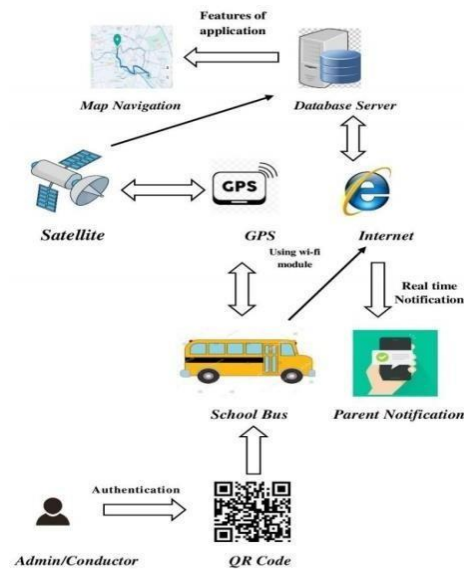 Features of
application
Map Navigation
Database Server
GPS
Satellite
GPS
Internet
Using wi-fi
module
Real time
Notification
School Bus
Parent Notification
Authentication
Admin/Conductor
QR Code